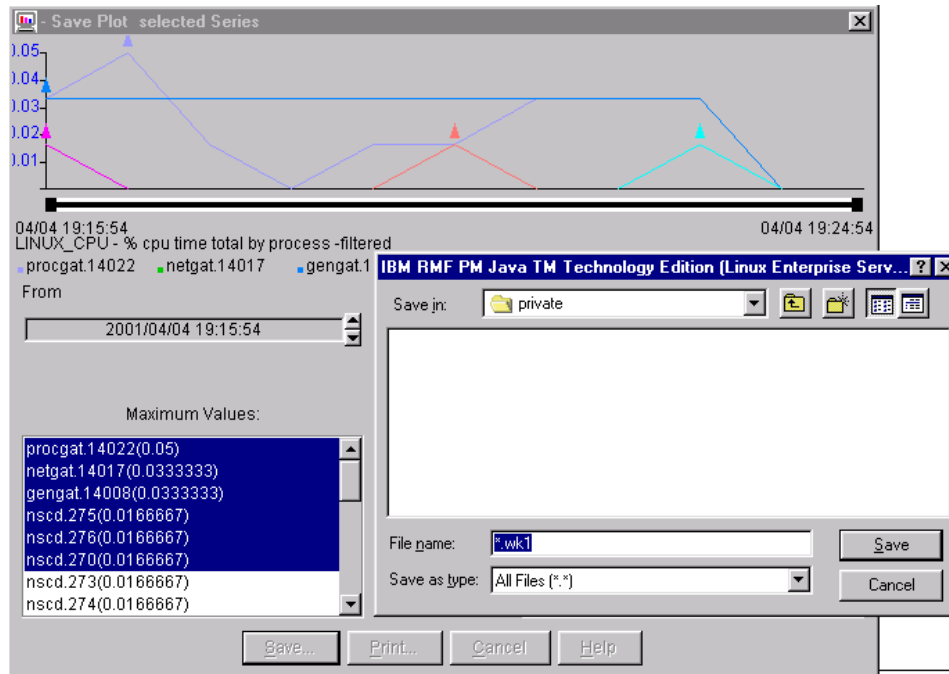 - Save Plot selected Series
0.05
0.04
0.03
0.02
0.01
04/04 19:15:54
04/04 19:24:54
LINUX_CPU - % cpu time total by process -filtered
procgat.14022 netgat.14017 gengat.1
From
2001/04/04 19:15:54
Maximum Values:
procgat.14022(0.05)
netgat.14017(0.0333333)
gengat.14008(0.0333333)
nscd.275(0.0166667)
nscd.276(0.0166667)
nscd.270(0.0166667)
nscd.273(0.0166667)
nscd.274(0.0166667)
Save...
Print...
Cancel
Help
IBM RMF PM Java TM Technology Edition (Linux Enterprise Serv...
Save in:
private
File name:
*.wk1
Save
Save as type:
All Files (*.*)
Cancel